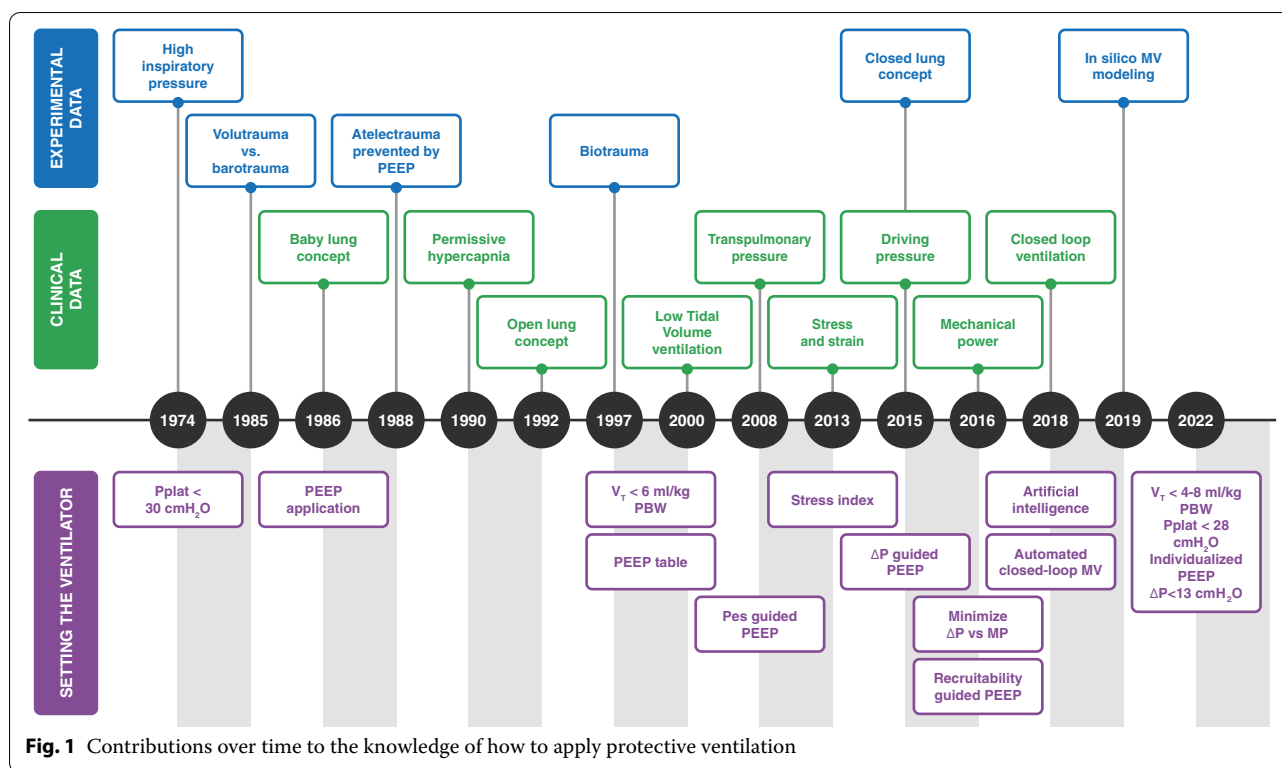 EXPERIMENTAL
DATA
High
inspiratory
pressure
Closed lung
concept
In silico MV
modeling
Volutrauma
vs.
barotrauma
Atelectrauma
prevented by
PEEP
Biotrauma
CLINICAL
DATA
Baby lung
concept
Permissive
hypercapnia
Transpulmonary
pressure
Driving
pressure
Closed loop
ventilation
Open lung
concept
Low Tidal
Volume
ventilation
Stress
and strain
Mechanical
power
1974
1985
1986
1988
1990
1992
1997
2000
2008
2013
2015
2016
2018
2019
2022
SETTING THE VENTILATOR
Pplat <
30 cmH₂O
PEEP
application
V_T < 6 ml/kg
PBW
Stress index
Artificial
intelligence
V_T < 4-8 ml/kg
PBW
Pplat < 28
cmH₂O
Individualized
PEEP
ΔP<13 cmH₂O
PEEP table
ΔP guided
PEEP
Automated
closed-loop MV
Pes guided
PEEP
Minimize
ΔP vs MP
Recruitability
guided PEEP
Fig. 1 Contributions over time to the knowledge of how to apply protective ventilation